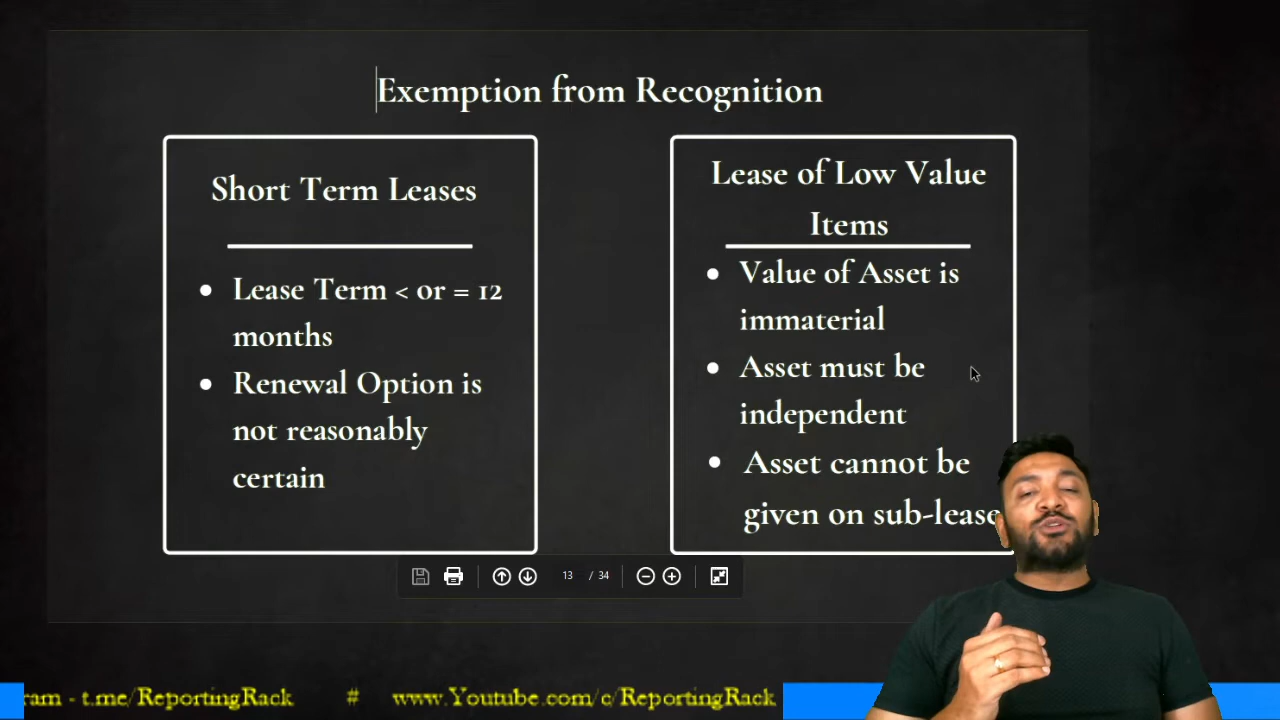 Exemption from Recognition
Short Term Leases
Lease Term < or = 12
months
Renewal Option is
not reasonably
certain
Lease of Low Value
Items
Value of Asset is
immaterial
Asset must be
independent
Asset cannot be
given on sub-lease
13 / 34
ram - t.me/ReportingRack # www.Youtube.com/c/ReportingRack